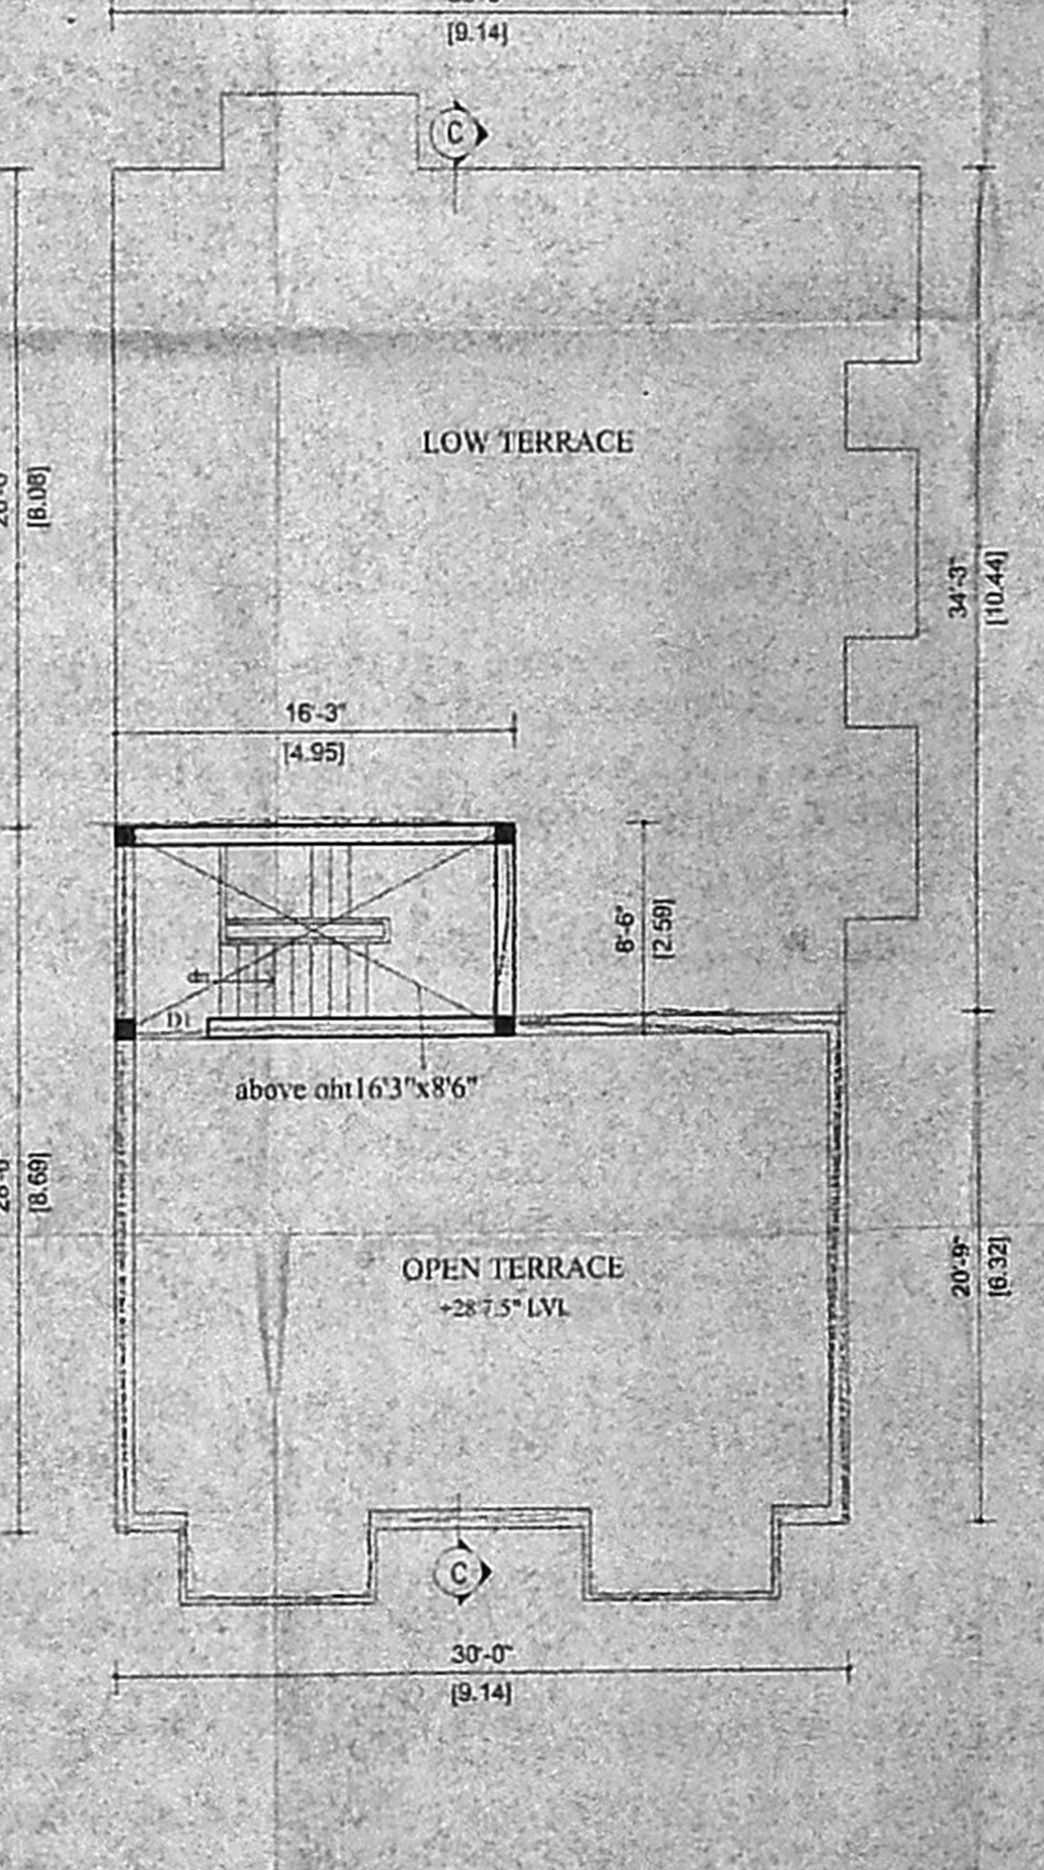 [9.14]
C
LOW TERRACE
[8.08]
34'-3"
[10.44]
16'-3"
[4.95]
8'-6"
[2.59]
dn
D1
above oht16'3"x8'6"
[8.69]
OPEN TERRACE
+28'7.5" LVL
20'-9"
[6.32]
C
30'-0"
[9.14]